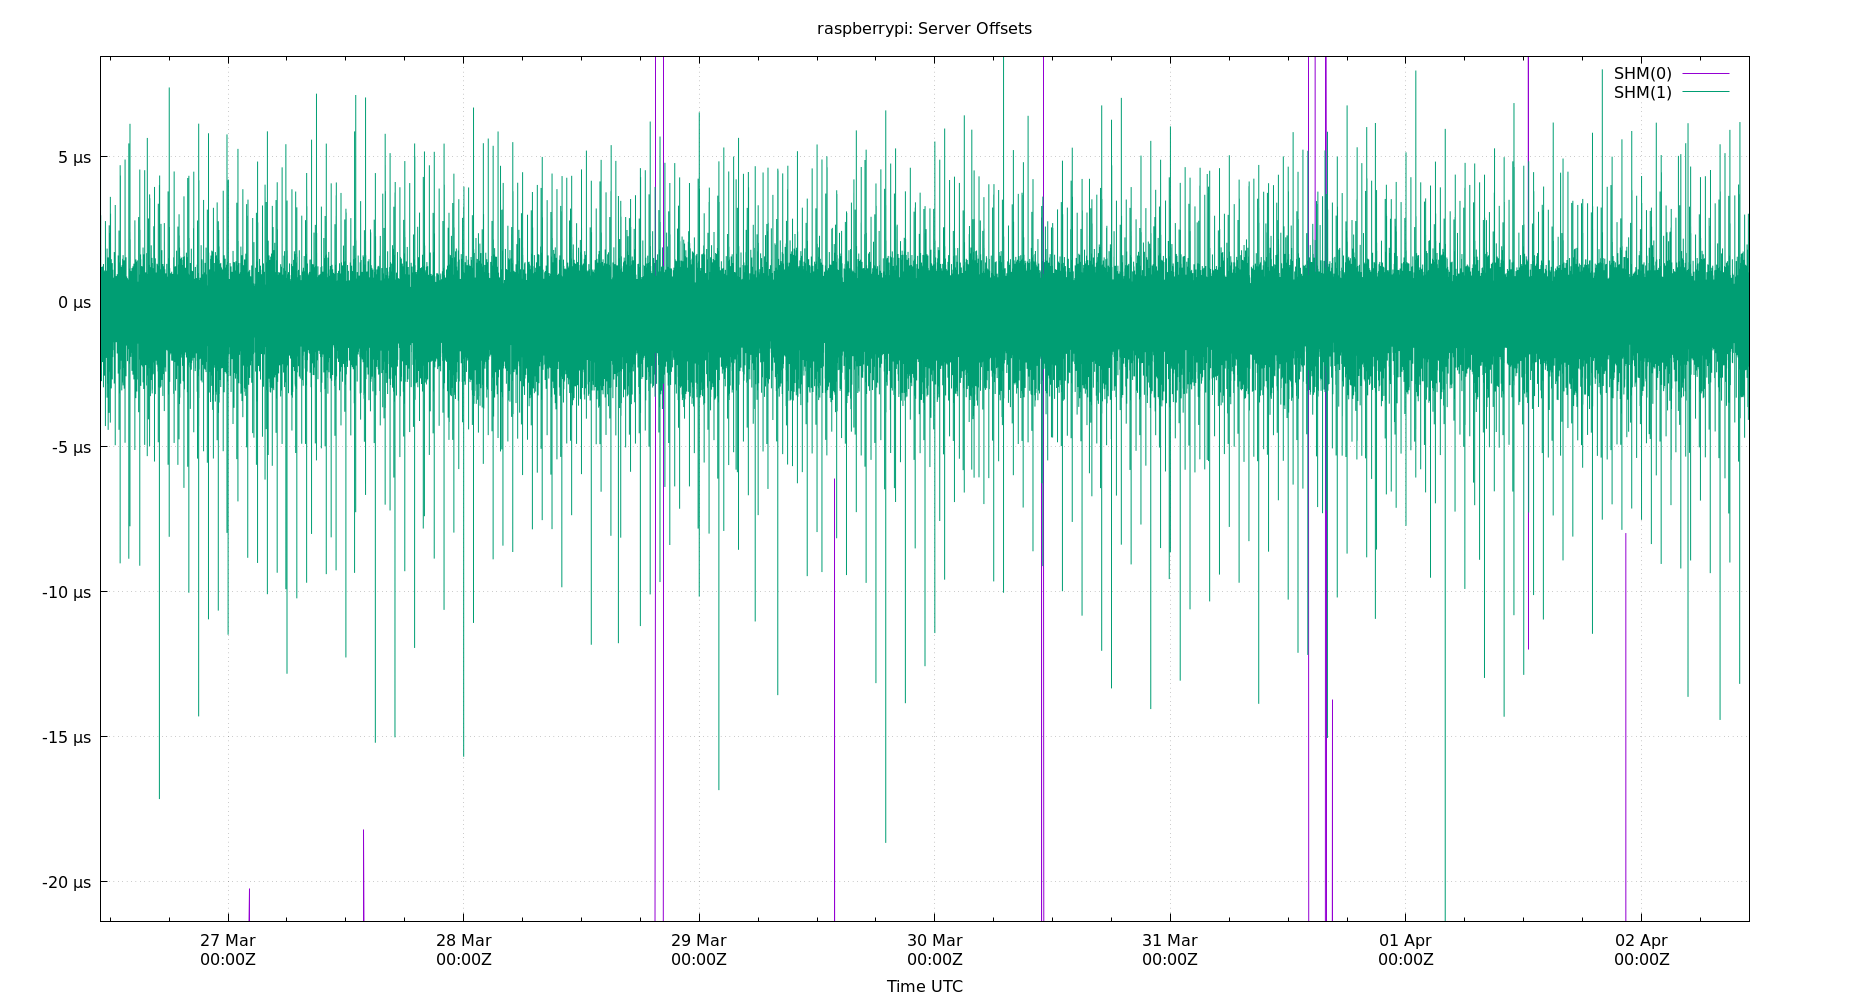 raspberrypi: Server Offsets
SHM(0)
SHM(1)
5 µs
0 µs
-5 µs
-10 µs
-15 µs
-20 µs
27 Mar
00:00Z
28 Mar
00:00Z
29 Mar
00:00Z
30 Mar
00:00Z
31 Mar
00:00Z
01 Apr
00:00Z
02 Apr
00:00Z
Time UTC